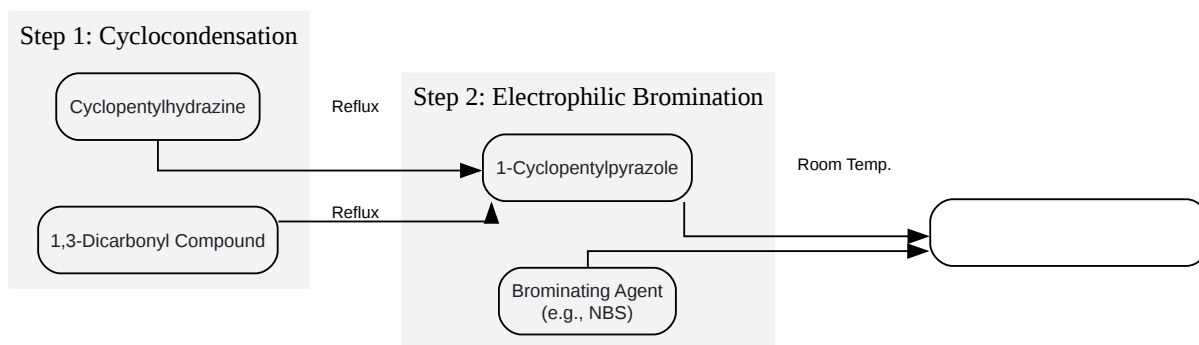 Step 1: Cyclocondensation
Cyclopentylhydrazine
Reflux
Step 2: Electrophilic Bromination
1-Cyclopentylpyrazole
Room Temp.
1,3-Dicarbonyl Compound
Reflux
Brominating Agent
(e.g., NBS)